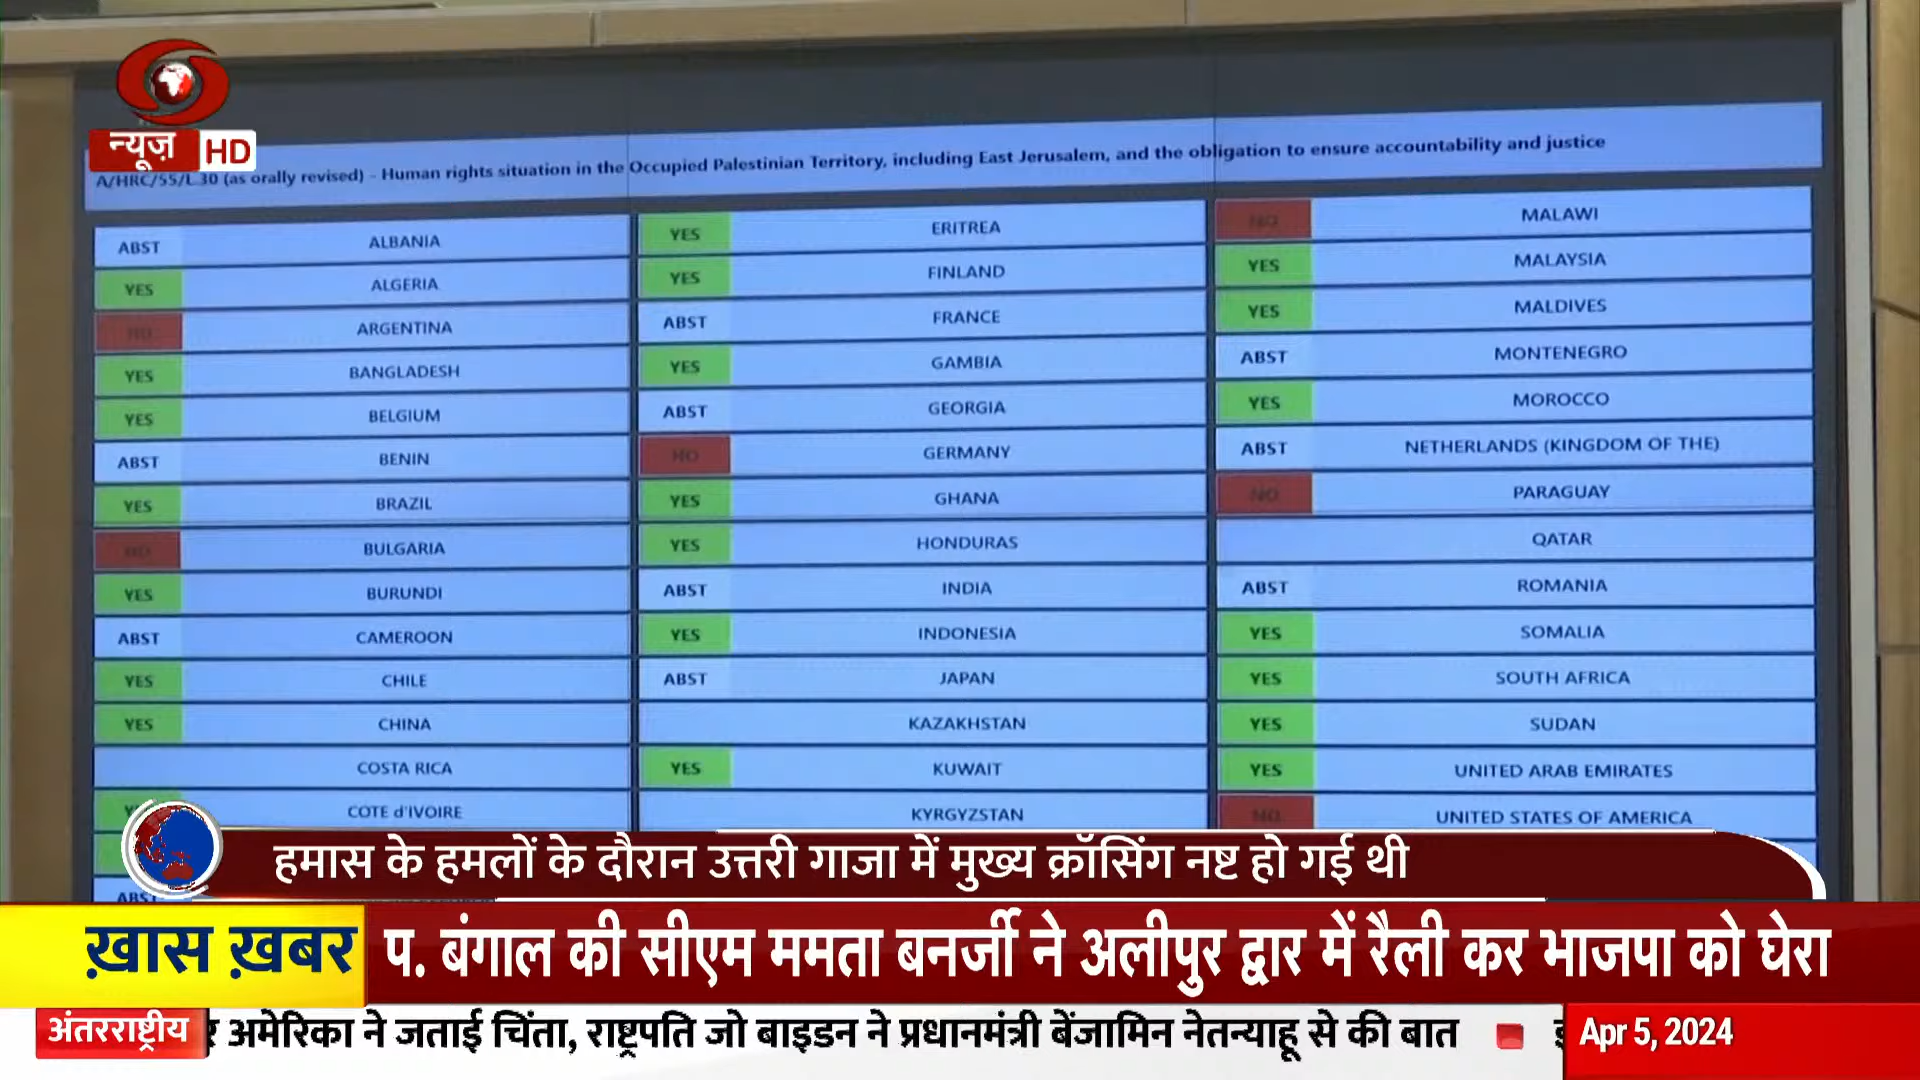 न्यूज़ HD
A/HRC/55/L.30 (as orally revised) - Human rights situation in the Occupied Palestinian Territory, including East Jerusalem, and the obligation to ensure accountability and justice
ABST ALBANIA
YES ALGERIA
NO ARGENTINA
YES BANGLADESH
YES BELGIUM
ABST BENIN
YES BRAZIL
NO BULGARIA
YES BURUNDI
ABST CAMEROON
YES CHILE
YES CHINA
COSTA RICA
COTE d'IVOIRE
YES ERITREA
YES FINLAND
ABST FRANCE
YES GAMBIA
ABST GEORGIA
NO GERMANY
YES GHANA
YES HONDURAS
ABST INDIA
YES INDONESIA
ABST JAPAN
KAZAKHSTAN
YES KUWAIT
KYRGYZSTAN
NO MALAWI
YES MALAYSIA
YES MALDIVES
ABST MONTENEGRO
YES MOROCCO
ABST NETHERLANDS (KINGDOM OF THE)
NO PARAGUAY
QATAR
ABST ROMANIA
YES SOMALIA
YES SOUTH AFRICA
YES SUDAN
YES UNITED ARAB EMIRATES
NO UNITED STATES OF AMERICA
हमास के हमलों के दौरान उत्तरी गाजा में मुख्य क्रॉसिंग नष्ट हो गई थी
ख़ास ख़बर प. बंगाल की सीएम ममता बनर्जी ने अलीपुर द्वार में रैली कर भाजपा को घेरा
अंतरराष्ट्रीय अमेरिका ने जताई चिंता, राष्ट्रपति जो बाइडन ने प्रधानमंत्री बेंजामिन नेतन्याहू से की बात Apr 5, 2024